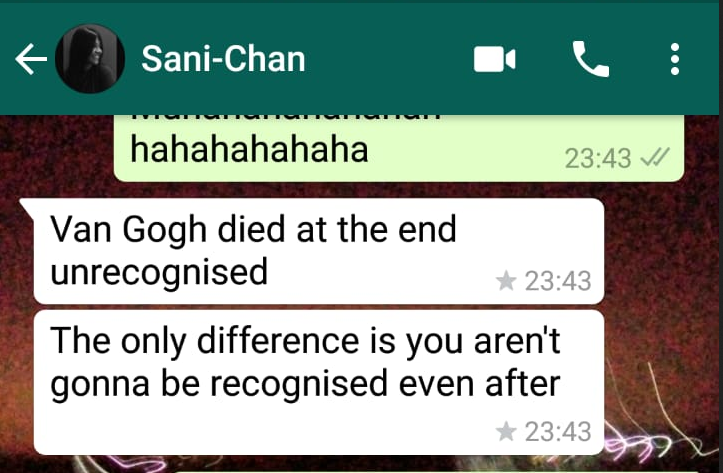 Sani-Chan
hahahahahaha
23:43
Van Gogh died at the end
unrecognised
23:43
The only difference is you aren't
gonna be recognised even after
23:43